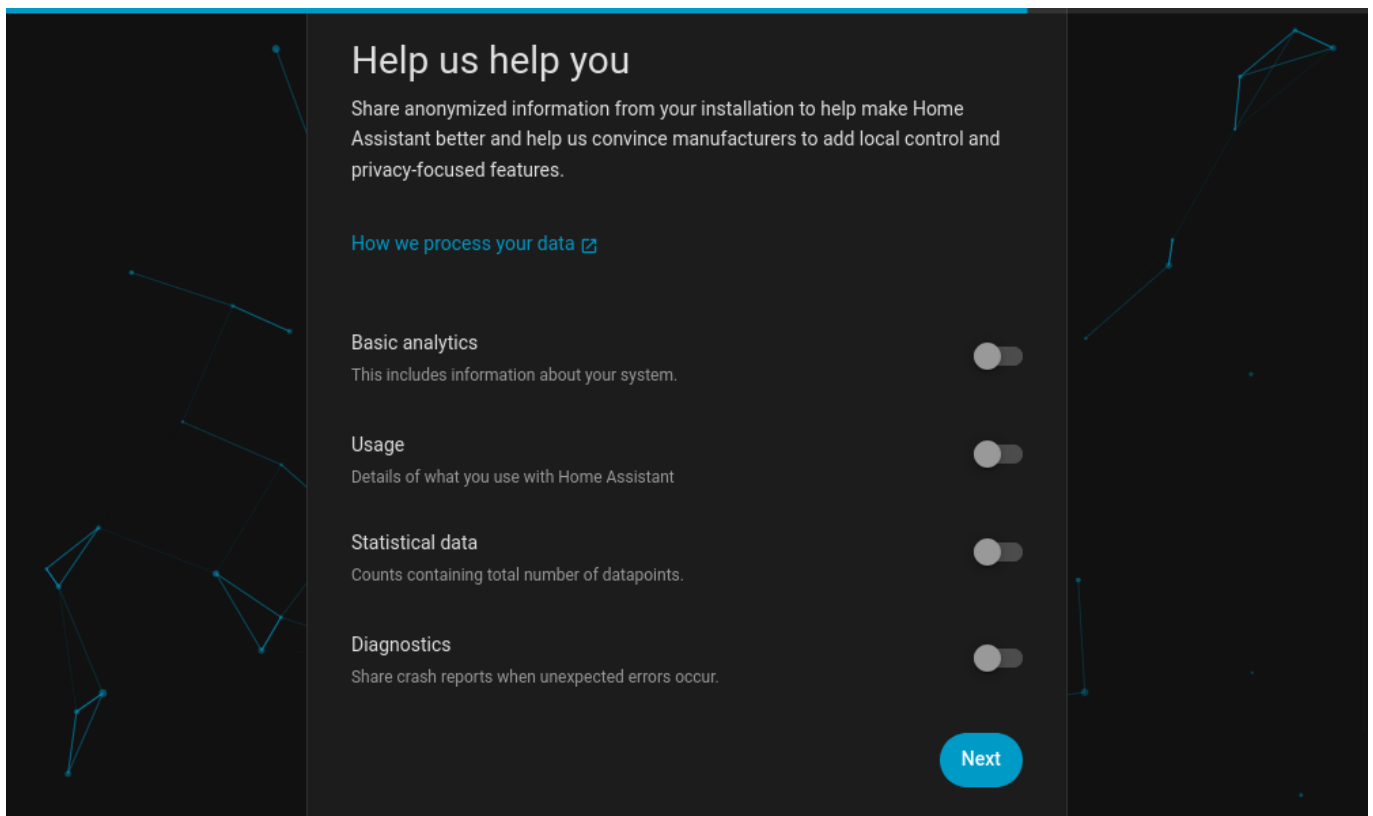 Help us help you
Share anonymized information from your installation to help make Home
Assistant better and help us convince manufacturers to add local control and
privacy-focused features.
How we process your data
Basic analytics
This includes information about your system.
Usage
Details of what you use with Home Assistant
Statistical data
Counts containing total number of datapoints.
Diagnostics
Share crash reports when unexpected errors occur.
Next